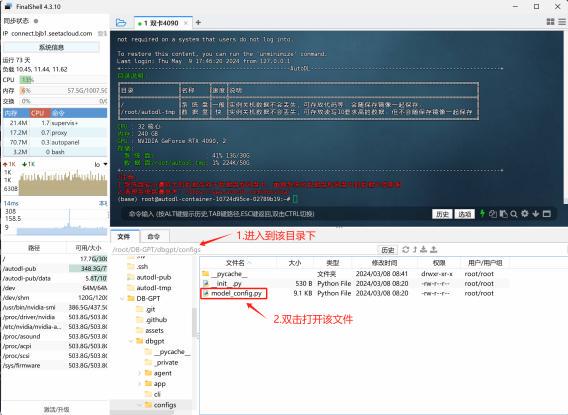 FinalShell 4.3.10
同步状态
IP connect.bjb1.seetacloud.com
系统信息
运行 73 天
负载 10.45, 11.44, 11.62
CPU 13%
内存 6% 57.5G/1007.5G
交换 0% 0/0
内存 CPU 命令
21.4M 1.7 supervis+
17.2M 0.7 proxy
70.7M 0.3 autopanel
3.2M 0 bash
1K 1K lo
1K
1K
630B
14ms 本机
308
158.5
9
路径 可用/大小
/ 17.7G/30G
/autodl-pub 348.3G/
/autodl-pub/data 5.8T/
/dev 64M/64M
/dev/shm 120G/120G
/usr/bin/nvidia-smi 386.5G/437.5G
/proc/driver/nvidia 503.8G/503.8G
/etc/nvidia/nvidia-a... 503.8G/503.8G
/proc/asound 503.8G/503.8G
/proc/acpi 503.8G/503.8G
/proc/scsi 503.8G/503.8G
/sys/firmware 503.8G/503.8G
激活/升级
1 双卡4090
not required on a system that users do not log into.
To restore this content, you can run the 'unminimize' command.
Last login: Thu May 9 17:46:20 2024 from 127.0.0.1
AutoDL
目录说明:
目录 名称 速度 说明
/ 系 统 盘 一般 实例关机数据不会丢失，可存放代码等。会随保存镜像一起保存。
/root/autodl-tmp 数 据 盘 快 实例关机数据不会丢失，可存放读写IO要求高的数据。但不会随保存镜像一起保存
CPU : 32 核心
内存: 240 GB
GPU : NVIDIA GeForce RTX 4090, 2
存储:
系 统 盘/ : 41% 13G/30G
数 据 盘/root/autodl-tmp: 1% 224K/50G
(base) root@autodl-container-10724d95ce-02789b19:~#
命令输入 (按ALT键提示历史,TAB键路径,ESC键返回,双击CTRL切换)
历史 选项
文件 命令
1.进入到该目录下
/root/DB-GPT/dbgpt/configs
历史
.ssh
autodl-pub
autodl-tmp
DB-GPT
.git
.github
assets
dbgpt
__pycache__
_private
agent
app
cli
configs
文件名 大小 类型 修改时间 权限 用户/用户组
__pycache__ 文件夹 2024/03/08 08:41 drwxr-xr-x root/root
__init__.py 530 B Python File 2024/03/08 08:20 -rw-r--r-- root/root
model_config.py 9.1 KB Python File 2024/03/08 08:20 -rw-r--r-- root/root
2.双击打开该文件